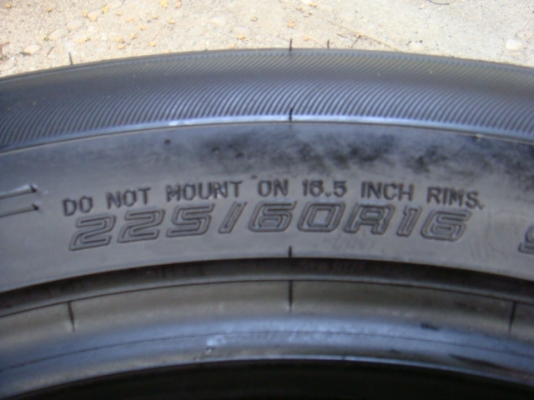 DO NOT MOUNT ON 16.5 INCH RIMS.
225/60R16